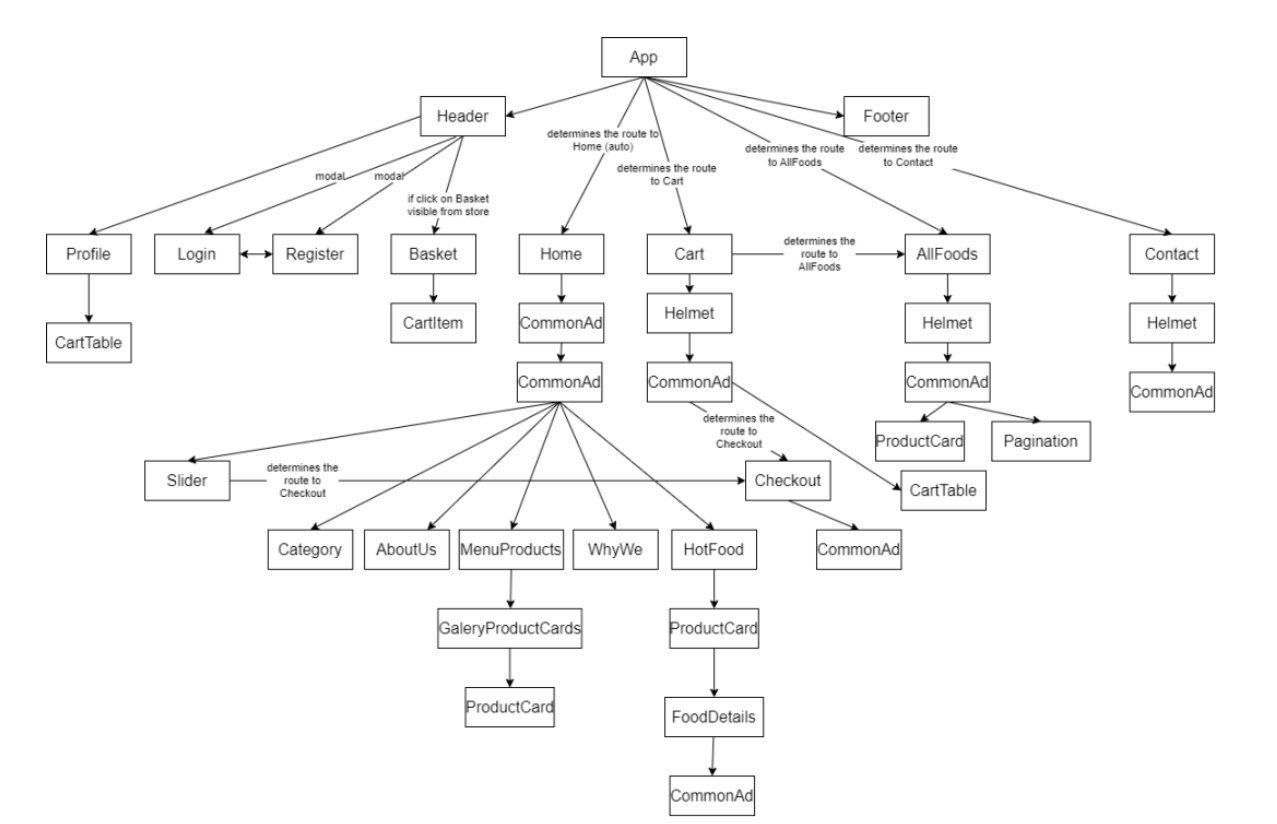 App
Header
Footer
determines the route to
Home (auto)
determines the route
to AllFoods
determines the route
to Contact
determines the route
to Cart
modal
modal
if click on Basket
visible from store
Profile
Login
Register
Basket
Home
Cart
determines the
route to
AllFoods
AllFoods
Contact
CartTable
CartItem
CommonAd
Helmet
Helmet
Helmet
CommonAd
CommonAd
CommonAd
CommonAd
determines the
route to
Checkout
ProductCard
Pagination
Slider
determines the
route to
Checkout
Checkout
CartTable
Category
AboutUs
MenuProducts
WhyWe
HotFood
CommonAd
GaleryProductCards
ProductCard
ProductCard
FoodDetails
CommonAd